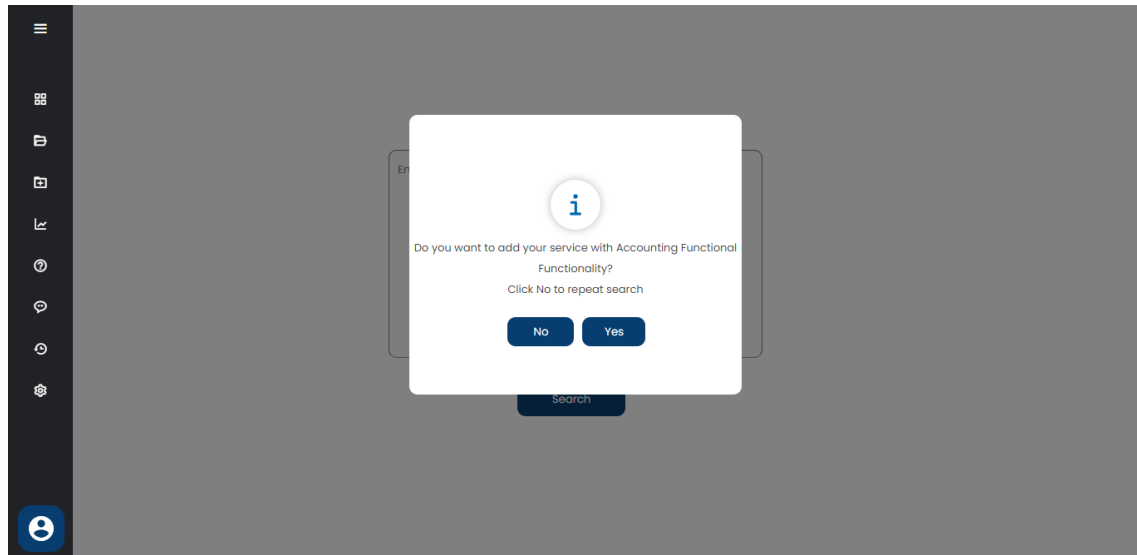 En
i
Do you want to add your service with Accounting Functional
Functionality?
Click No to repeat search
No Yes
Search